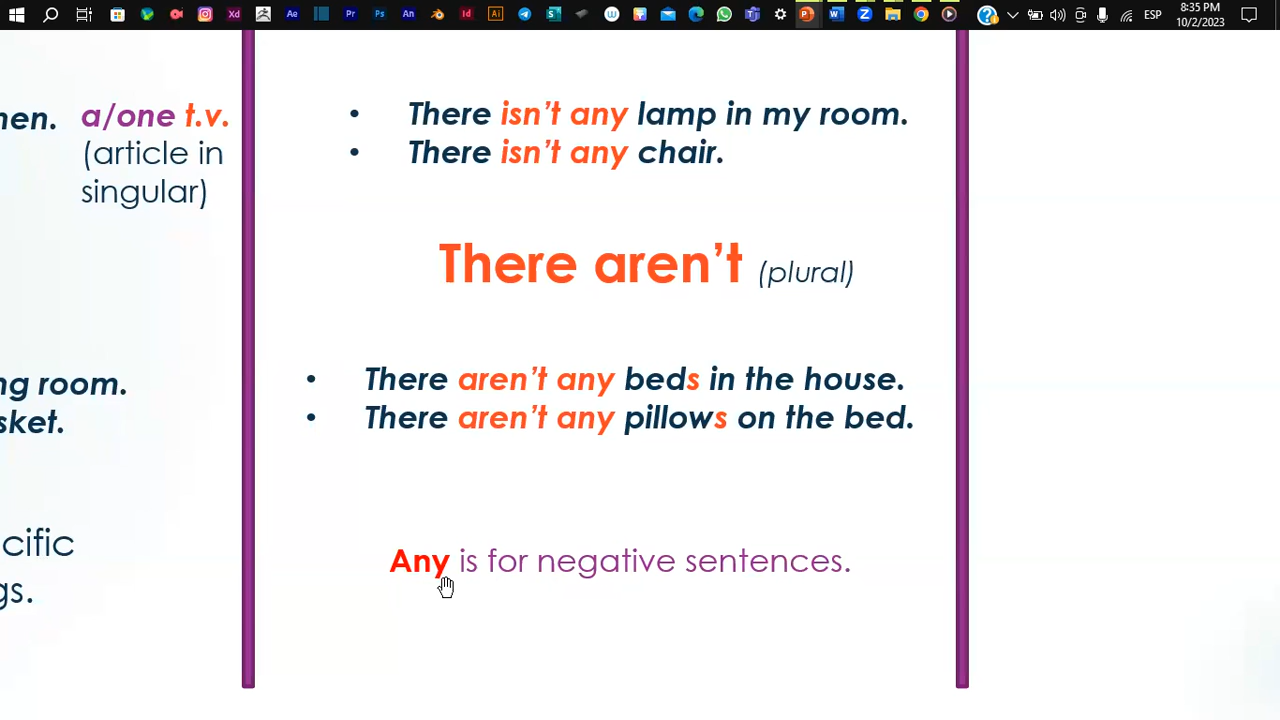 ESP
8:35 PM
10/2/2023
hen.
a/one t.v.
(article in
singular)
ng room.
sket.
cific
gs.
• There isn’t any lamp in my room.
• There isn’t any chair.
There aren’t (plural)
• There aren’t any beds in the house.
• There aren’t any pillows on the bed.
Any is for negative sentences.